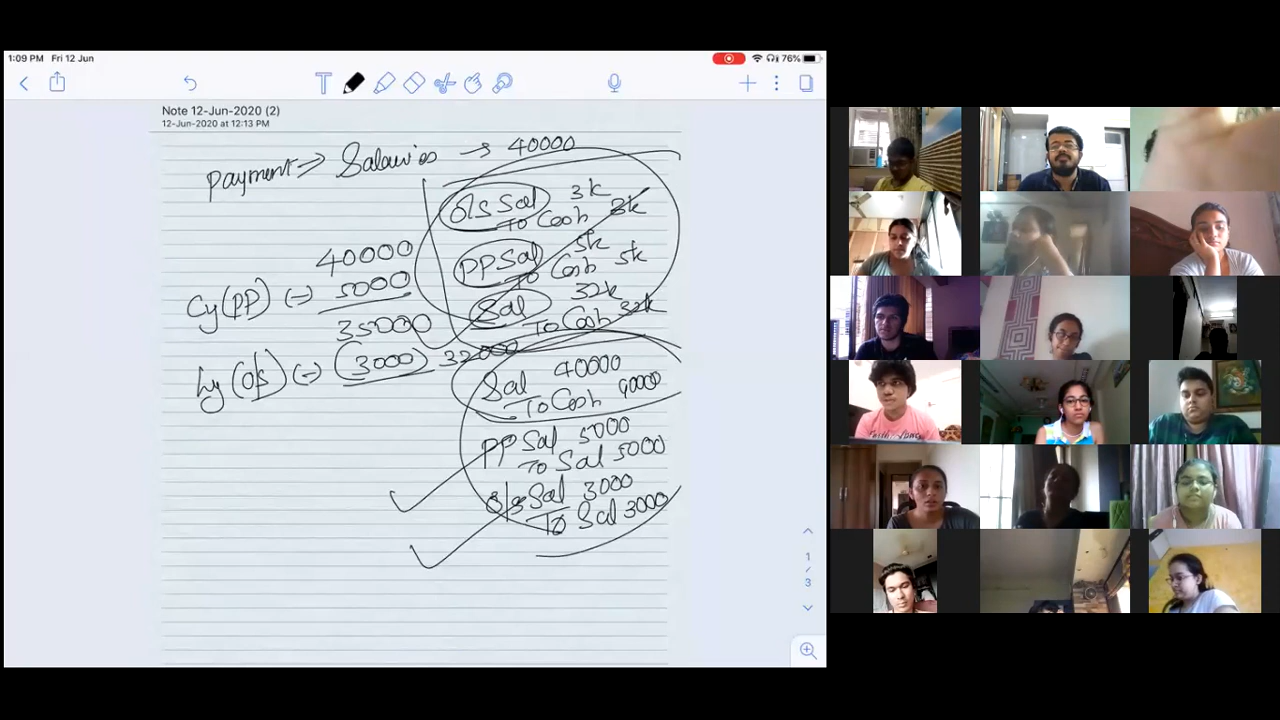 1:09 PM Fri 12 Jun
76%
T
Note 12-Jun-2020 (2)
12-Jun-2020 at 12:13 PM
Payment ⇒ Salaries → 40000
O/s Sal 3k
To Cash 3k
PP Sal 5k
To Cash 5k
Sal 32k
To Cash 32k
40000
Cy (PP) (-) 5000
35000
Ly (O/s) (-) 3000 32000
Sal 40000
To Cash 40000
PP Sal 5000
To Sal 5000
O/s Sal 3000
To Sal 3000
1
/
3